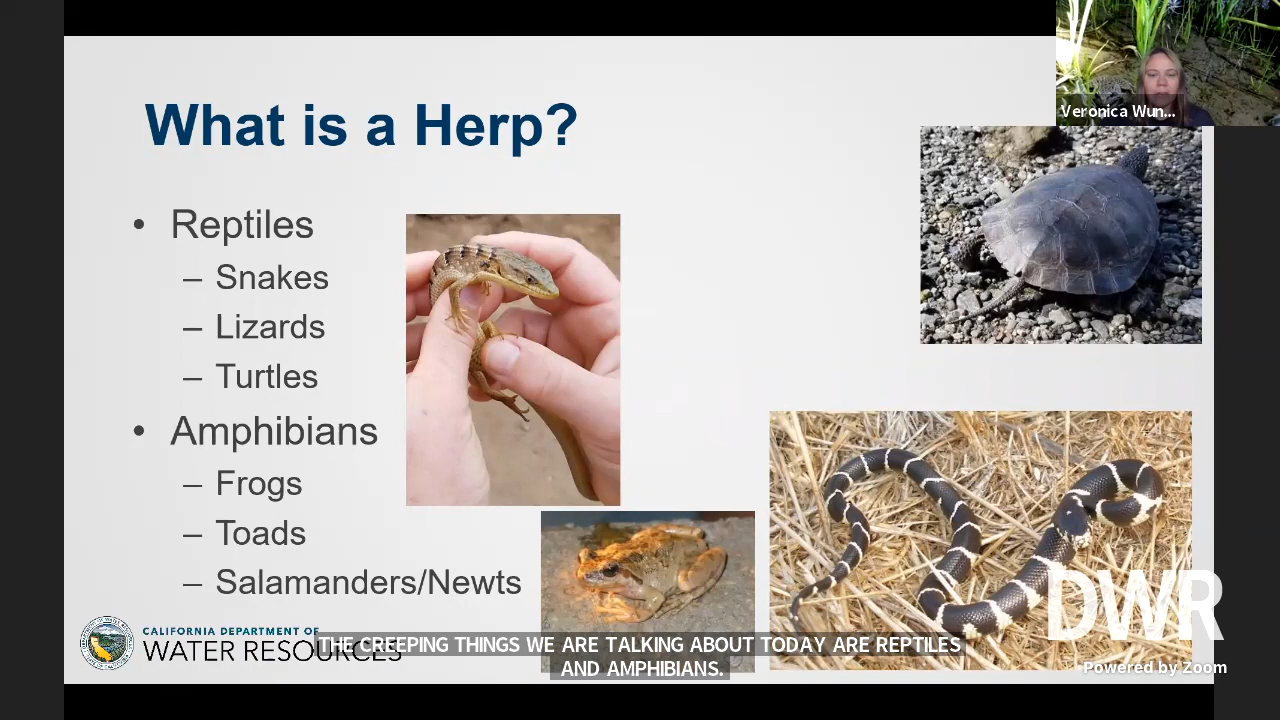 What is a Herp?
Veronica Wun...
• Reptiles
– Snakes
– Lizards
– Turtles
• Amphibians
– Frogs
– Toads
– Salamanders/Newts
CALIFORNIA DEPARTMENT OF
WATER RESOURCES
THE CREEPING THINGS WE ARE TALKING ABOUT TODAY ARE REPTILES
AND AMPHIBIANS.
DWR
Powered by Zoom